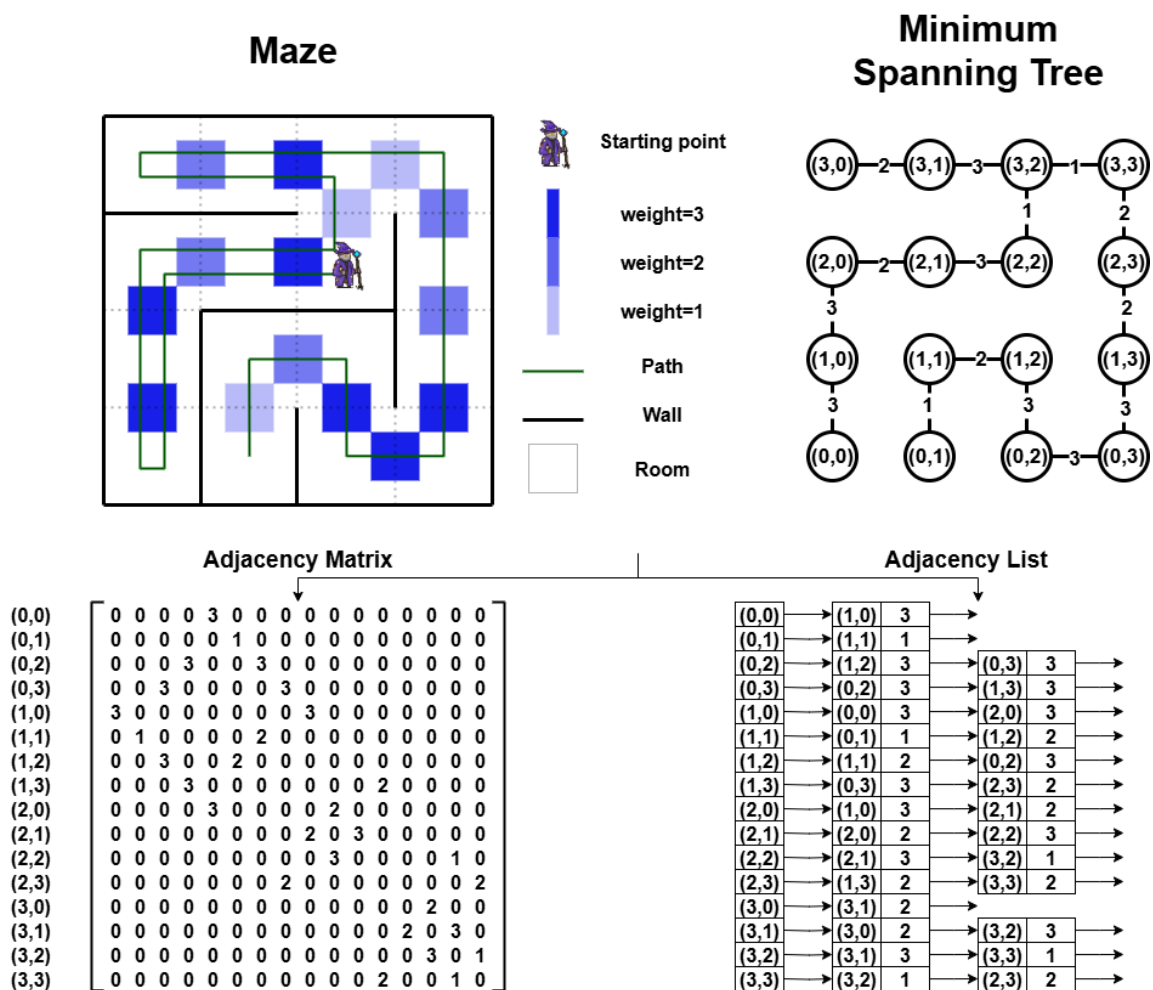 Maze
Minimum
Spanning Tree
Starting point
weight=3
weight=2
weight=1
Path
Wall
Room
(3,0) 2 (3,1) 3 (3,2) 1 (3,3)
1 2
(2,0) 2 (2,1) 3 (2,2) (2,3)
3 2
(1,0) (1,1) 2 (1,2) (1,3)
3 1 3 3
(0,0) (0,1) (0,2) 3 (0,3)
Adjacency Matrix
(0,0) 0 0 0 0 3 0 0 0 0 0 0 0 0 0 0 0
(0,1) 0 0 0 0 0 1 0 0 0 0 0 0 0 0 0 0
(0,2) 0 0 0 3 0 0 3 0 0 0 0 0 0 0 0 0
(0,3) 0 0 3 0 0 0 0 3 0 0 0 0 0 0 0 0
(1,0) 3 0 0 0 0 0 0 0 3 0 0 0 0 0 0 0
(1,1) 0 1 0 0 0 0 2 0 0 0 0 0 0 0 0 0
(1,2) 0 0 3 0 0 2 0 0 0 0 0 0 0 0 0 0
(1,3) 0 0 0 3 0 0 0 0 0 0 0 2 0 0 0 0
(2,0) 0 0 0 0 3 0 0 0 0 2 0 0 0 0 0 0
(2,1) 0 0 0 0 0 0 0 0 2 0 3 0 0 0 0 0
(2,2) 0 0 0 0 0 0 0 0 0 3 0 0 0 0 1 0
(2,3) 0 0 0 0 0 0 0 2 0 0 0 0 0 0 0 2
(3,0) 0 0 0 0 0 0 0 0 0 0 0 0 0 2 0 0
(3,1) 0 0 0 0 0 0 0 0 0 0 0 0 2 0 3 0
(3,2) 0 0 0 0 0 0 0 0 0 0 0 0 0 3 0 1
(3,3) 0 0 0 0 0 0 0 0 0 0 0 2 0 0 1 0
Adjacency List
(0,0) (1,0) 3
(0,1) (1,1) 1
(0,2) (1,2) 3 (0,3) 3
(0,3) (0,2) 3 (1,3) 3
(1,0) (0,0) 3 (2,0) 3
(1,1) (0,1) 1 (1,2) 2
(1,2) (1,1) 2 (0,2) 3
(1,3) (0,3) 3 (2,3) 2
(2,0) (1,0) 3 (2,1) 2
(2,1) (2,0) 2 (2,2) 3
(2,2) (2,1) 3 (3,2) 1
(2,3) (1,3) 2 (3,3) 2
(3,0) (3,1) 2
(3,1) (3,0) 2 (3,2) 3
(3,2) (3,1) 3 (3,3) 1
(3,3) (3,2) 1 (2,3) 2